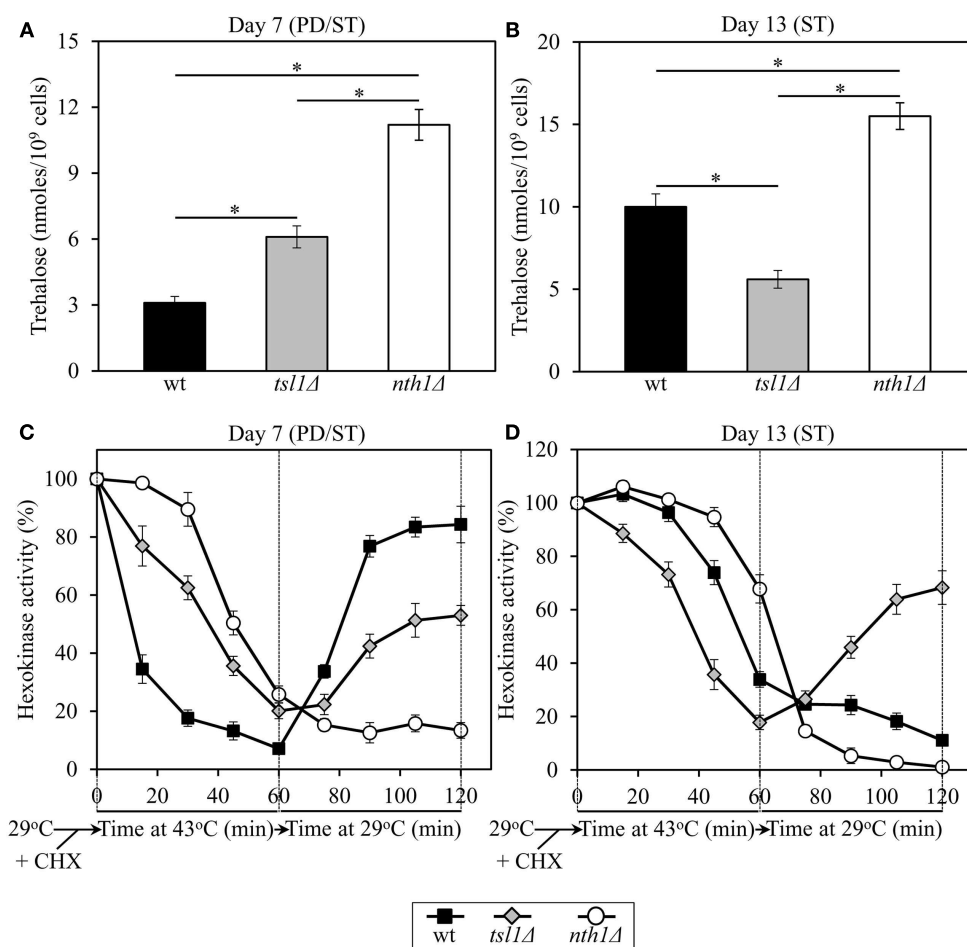 A Day 7 (PD/ST)
15
12
9
6
3
0
Trehalose (nmoles/10⁹ cells)
* * *
wt tsl1Δ nth1Δ
B Day 13 (ST)
20
15
10
5
0
Trehalose (nmoles/10⁹ cells)
* * *
wt tsl1Δ nth1Δ
C Day 7 (PD/ST)
100
80
60
40
20
0
Hexokinase activity (%)
0 20 40 60 80 100 120
29°C Time at 43°C (min) Time at 29°C (min)
+ CHX
D Day 13 (ST)
120
100
80
60
40
20
0
Hexokinase activity (%)
0 20 40 60 80 100 120
29°C Time at 43°C (min) Time at 29°C (min)
+ CHX
wt tsl1Δ nth1Δ